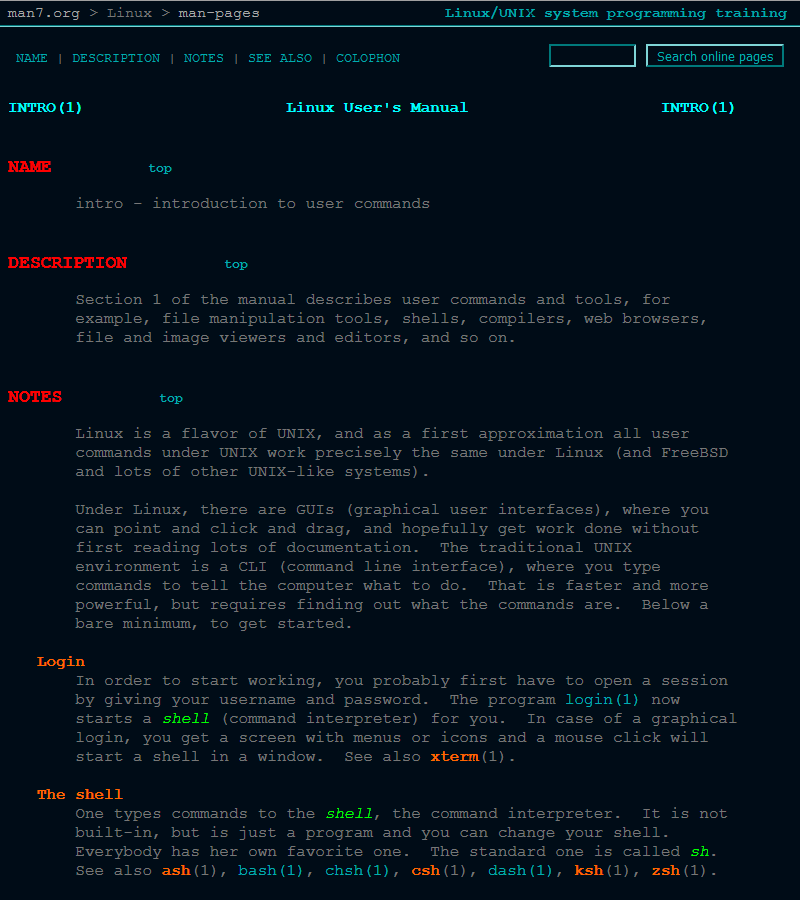 man7.org > Linux > man-pages
Linux/UNIX system programming training
NAME | DESCRIPTION | NOTES | SEE ALSO | COLOPHON
Search online pages
INTRO(1) Linux User's Manual INTRO(1)
NAME top
intro - introduction to user commands
DESCRIPTION top
Section 1 of the manual describes user commands and tools, for
example, file manipulation tools, shells, compilers, web browsers,
file and image viewers and editors, and so on.
NOTES top
Linux is a flavor of UNIX, and as a first approximation all user
commands under UNIX work precisely the same under Linux (and FreeBSD
and lots of other UNIX-like systems).
Under Linux, there are GUIs (graphical user interfaces), where you
can point and click and drag, and hopefully get work done without
first reading lots of documentation.  The traditional UNIX
environment is a CLI (command line interface), where you type
commands to tell the computer what to do.  That is faster and more
powerful, but requires finding out what the commands are.  Below a
bare minimum, to get started.
Login
In order to start working, you probably first have to open a session
by giving your username and password.  The program login(1) now
starts a shell (command interpreter) for you.  In case of a graphical
login, you get a screen with menus or icons and a mouse click will
start a shell in a window.  See also xterm(1).
The shell
One types commands to the shell, the command interpreter.  It is not
built-in, but is just a program and you can change your shell.
Everybody has her own favorite one.  The standard one is called sh.
See also ash(1), bash(1), chsh(1), csh(1), dash(1), ksh(1), zsh(1).